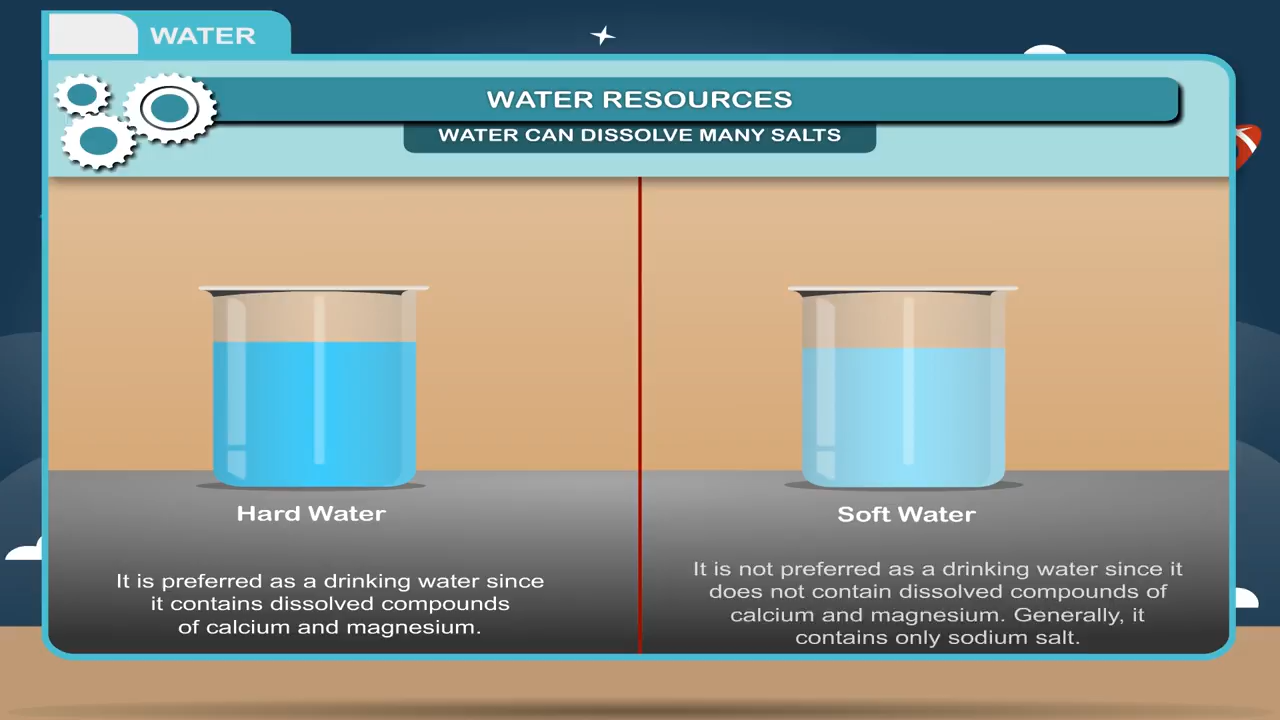 WATER
WATER RESOURCES
WATER CAN DISSOLVE MANY SALTS
Hard Water
It is preferred as a drinking water since
it contains dissolved compounds
of calcium and magnesium.
Soft Water
It is not preferred as a drinking water since it
does not contain dissolved compounds of
calcium and magnesium. Generally, it
contains only sodium salt.